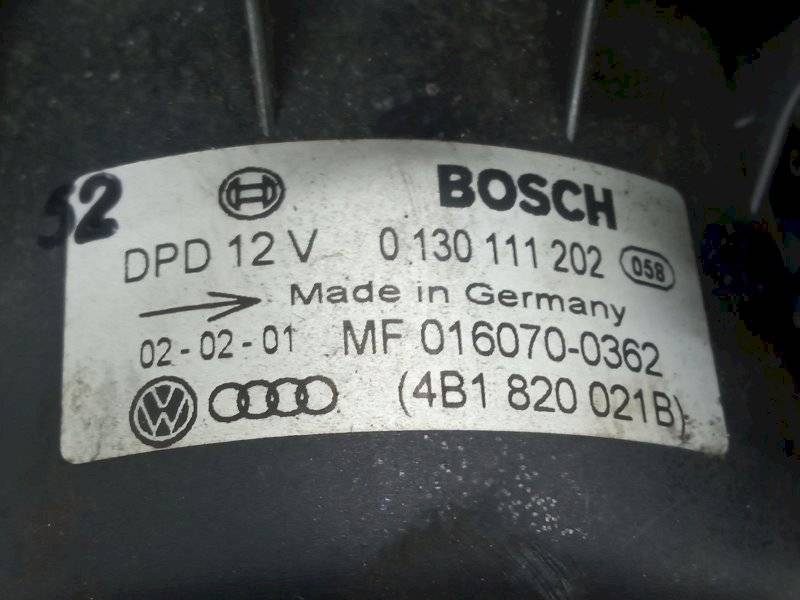 52
BOSCH
DPD 12 V 0 130 111 202 058
Made in Germany
02-02-01 MF 016070-0362
VW (4B1 820 021B)